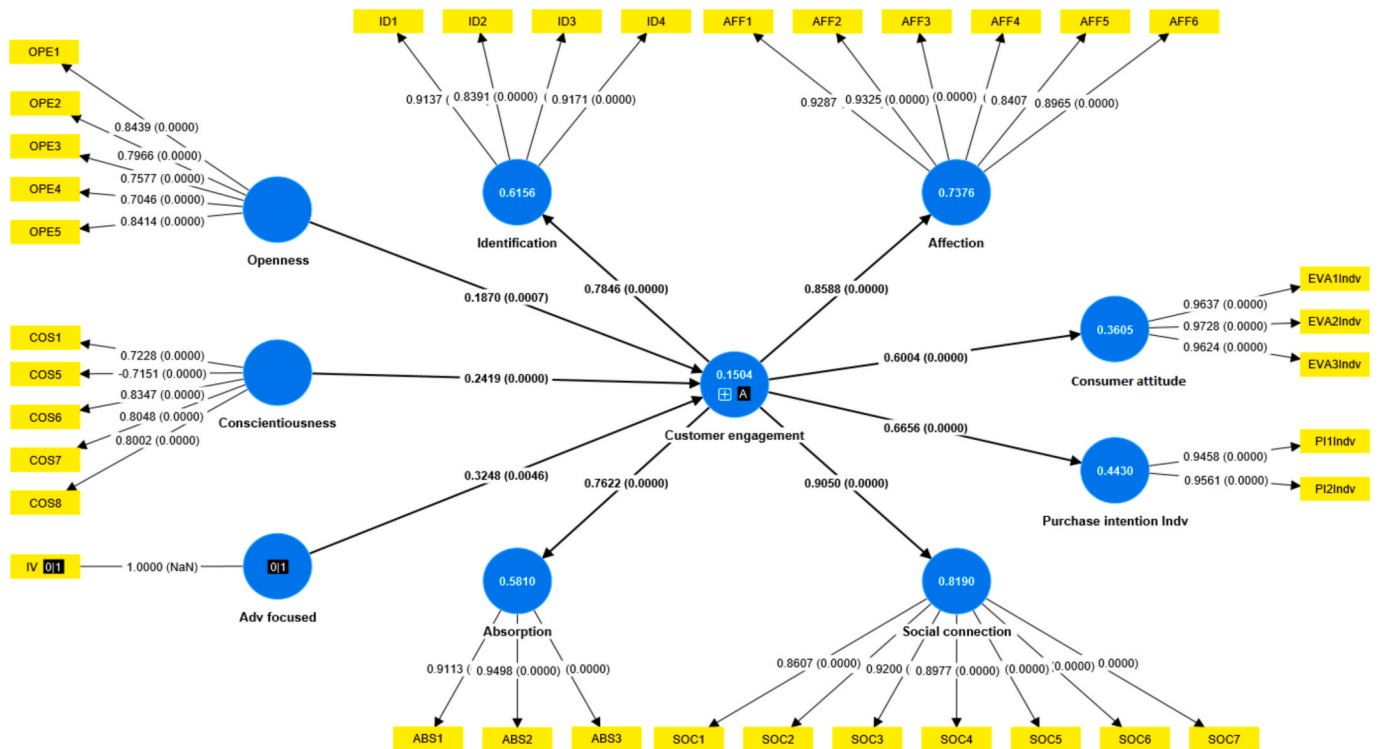 ID1 ID2 ID3 ID4 AFF1 AFF2 AFF3 AFF4 AFF5 AFF6
0.9137 ( 0.8391 (0.0000) 0.9171 (0.0000)
0.9287 0.9325 (0.0000) (0.0000) ( 0.8407 0.8965 (0.0000)
OPE1
OPE2
OPE3
OPE4
OPE5
0.8439 (0.0000)
0.7966 (0.0000)
0.7577 (0.0000)
0.7046 (0.0000)
0.8414 (0.0000)
Openness
0.6156
Identification
0.7376
Affection
0.1870 (0.0007)
0.7846 (0.0000)
0.8588 (0.0000)
COS1
COS5
COS6
COS7
COS8
0.7228 (0.0000)
-0.7151 (0.0000)
0.8347 (0.0000)
0.8048 (0.0000)
0.8002 (0.0000)
Conscientiousness
0.2419 (0.0000)
0.1504
A
Customer engagement
0.6004 (0.0000)
0.3605
Consumer attitude
0.9637 (0.0000)
0.9728 (0.0000)
0.9624 (0.0000)
EVA1Indv
EVA2Indv
EVA3Indv
0.6656 (0.0000)
0.4430
Purchase intention Indv
0.9458 (0.0000)
0.9561 (0.0000)
PI1Indv
PI2Indv
IV 0|1
1.0000 (NaN)
0|1
Adv focused
0.3248 (0.0046)
0.7622 (0.0000)
0.9050 (0.0000)
0.5810
Absorption
0.9113 ( 0.9498 (0.0000) (0.0000)
ABS1 ABS2 ABS3
0.8190
Social connection
0.8607 (0.0000) 0.9200 ( 0.8977 (0.0000) (0.0000) 0.0000)
SOC1 SOC2 SOC3 SOC4 SOC5 SOC6 SOC7